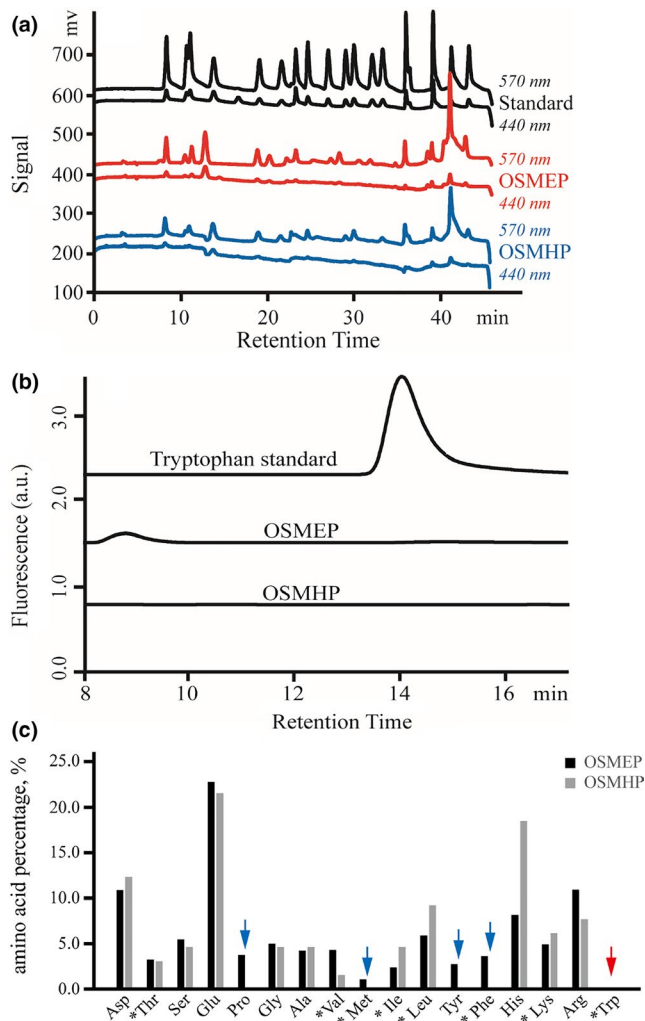 (a)
mv
700
600
500
400
300
200
100
Signal
570 nm
Standard
440 nm
570 nm
OSMEP
440 nm
570 nm
OSMHP
440 nm
0 10 20 30 40 min
Retention Time
(b)
3.0
2.0
1.0
0.0
Fluorescence (a.u.)
Tryptophan standard
OSMEP
OSMHP
8 10 12 14 16 min
Retention Time
(c)
25.0
20.0
15.0
10.0
5.0
0.0
amino acid percentage, %
OSMEP
OSMHP
Asp *Thr Ser Glu Pro Gly Ala *Val * Met * Ile * Leu Tyr * Phe His * Lys Arg *Trp